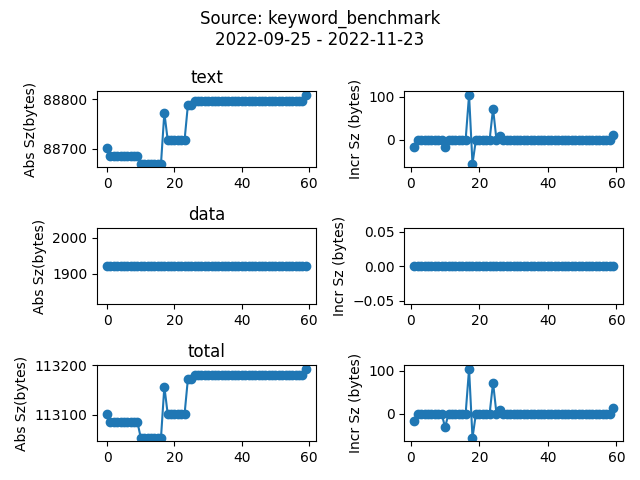 Source: keyword_benchmark
2022-09-25 - 2022-11-23
text
Abs Sz(bytes)
88800
88700
0 20 40 60
Incr Sz (bytes)
100
0
0 20 40 60
data
Abs Sz(bytes)
2000
1900
0 20 40 60
Incr Sz (bytes)
0.05
0.00
−0.05
0 20 40 60
total
Abs Sz(bytes)
113200
113100
0 20 40 60
Incr Sz (bytes)
100
0
0 20 40 60